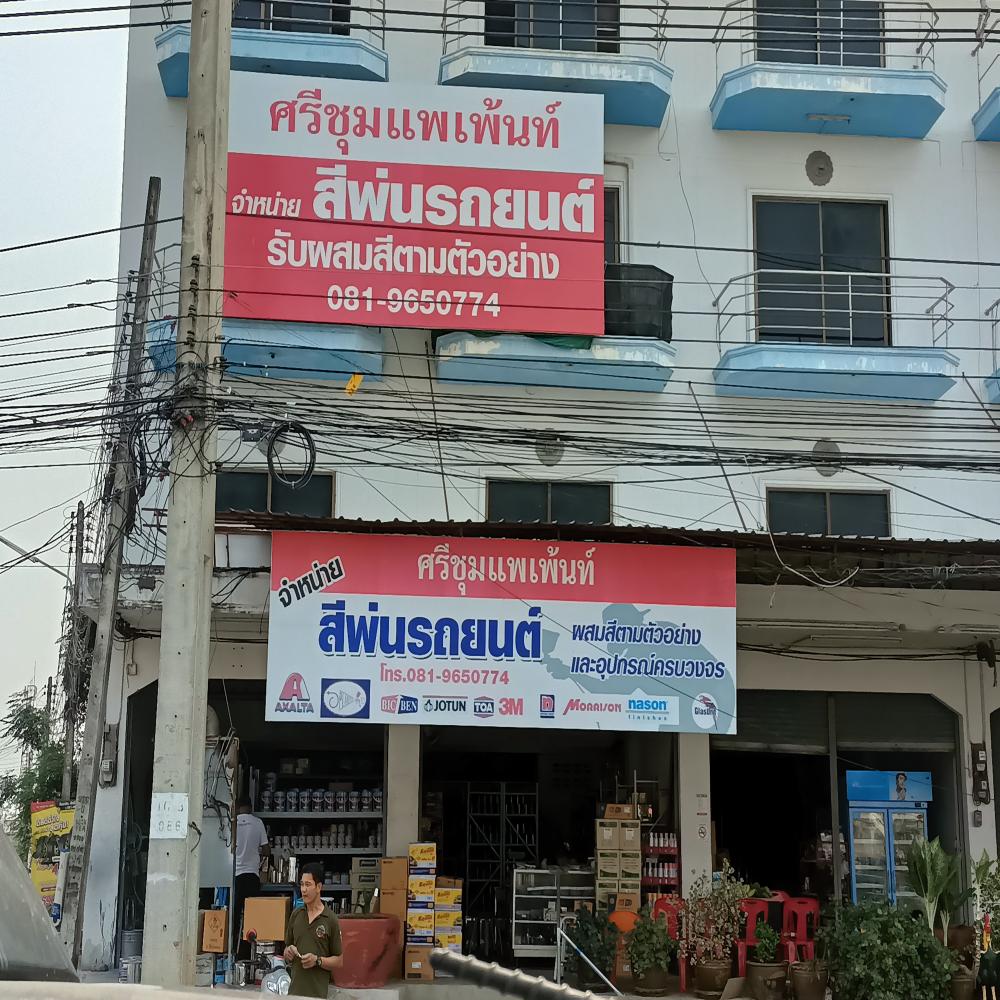 ศรีชุมแพเพ้นท์
จำหน่าย สีพ่นรถยนต์
รับผสมสีตามตัวอย่าง
081-9650774
ศรีชุมแพเพ้นท์
จำหน่าย
สีพ่นรถยนต์
ผสมสีตามตัวอย่าง
และอุปกรณ์ครบวงจร
โทร.081-9650774
AXALTA
BIG BEN
JOTUN
TOA
3M
MORRISON
nason
finishes